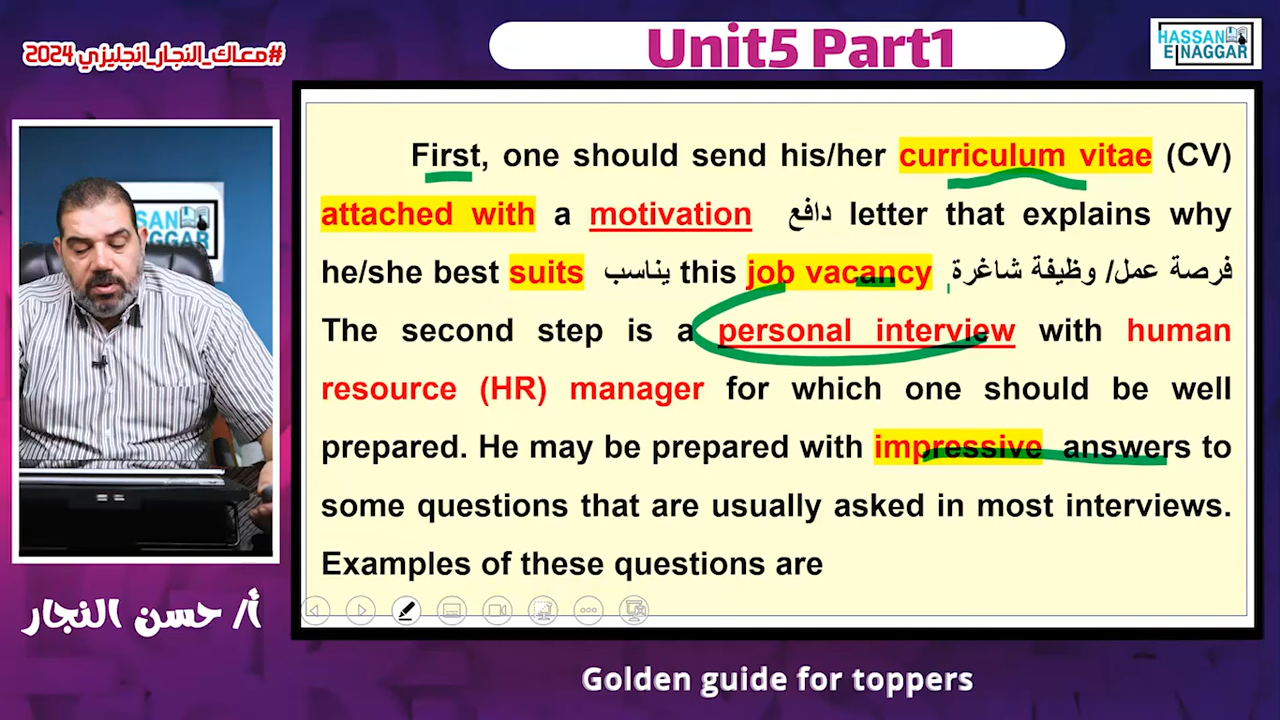 #معاك_النجار_انجليزي 2024
Unit5 Part1
HASSAN
ELNAGGAR
HASSAN
NAGGAR
First, one should send his/her curriculum vitae (CV)
attached with a motivation دافع letter that explains why
he/she best suits يناسب this job vacancy فرصة عمل/ وظيفة شاغرة
The second step is a personal interview with human
resource (HR) manager for which one should be well
prepared. He may be prepared with impressive answers to
some questions that are usually asked in most interviews.
Examples of these questions are
أ/ حسن النجار
Golden guide for toppers